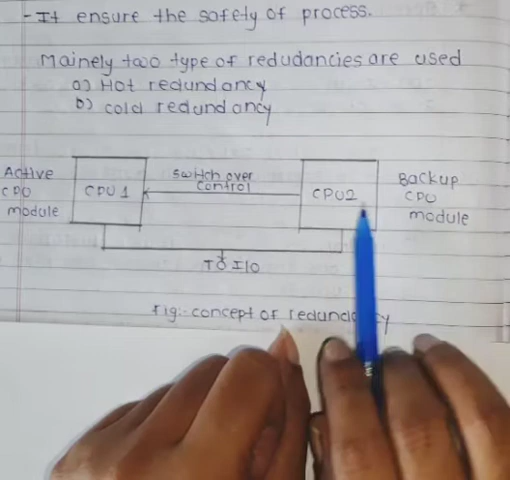 - It ensure the safety of process.
Mainely two type of redudancies are used
a) Hot redundancy
b) cold redundancy
Active CPU module
CPU 1
switch over control
CPU2
Backup CPU module
To I/O
Fig:- concept of